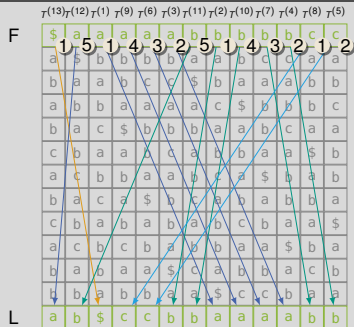 T(13) T(12) T(1) T(9) T(6) T(3) T(11) T(2) T(10) T(7) T(4) T(8) T(5)
F $ a a a a a b b b b b c c
1 5 1 4 3 2 5 1 4 3 2 1 2
a $ b b b b a a b c c a a
b a a b c c $ b a a a b b
a b b a a a a c $ b b b c
b a c $ b b b a a b c a a
c b a a b c a b b a a $ b
a c b b a a b c a $ b a b
b a c a $ b c a b a b b a
c b a b a b a b c b a a $
a c b c b a b b a a $ b a
b a b a a $ c a b b a c b
b b a b b a a $ c c b a a
L a b $ c c b b a a a a b b